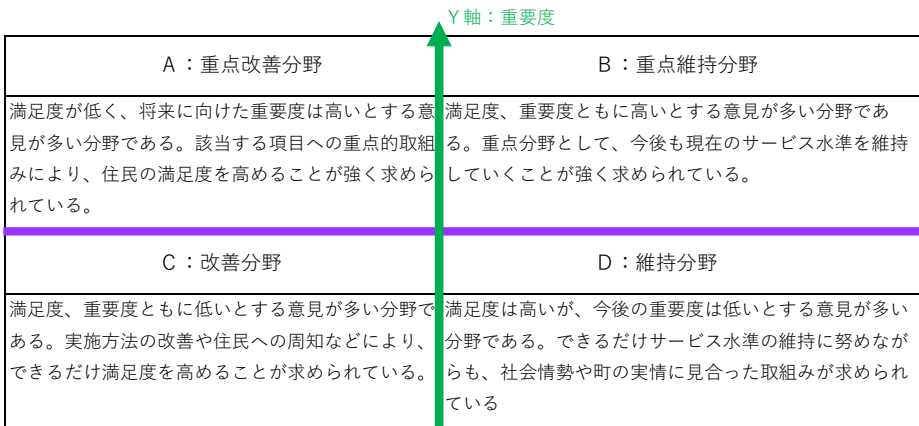 Y軸：重要度
A：重点改善分野
満足度が低く、将来に向けた重要度は高いとする意
見が多い分野である。該当する項目への重点的取組
みにより、住民の満足度を高めることが強く求めら
れている。
B：重点維持分野
満足度、重要度ともに高いとする意見が多い分野であ
る。重点分野として、今後も現在のサービス水準を維持
していくことが強く求められている。
C：改善分野
満足度、重要度ともに低いとする意見が多い分野で
ある。実施方法の改善や住民への周知などにより、
できるだけ満足度を高めることが求められている。
D：維持分野
満足度は高いが、今後の重要度は低いとする意見が多い
分野である。できるだけサービス水準の維持に努めなが
らも、社会情勢や町の実情に見合った取組みが求められ
ている